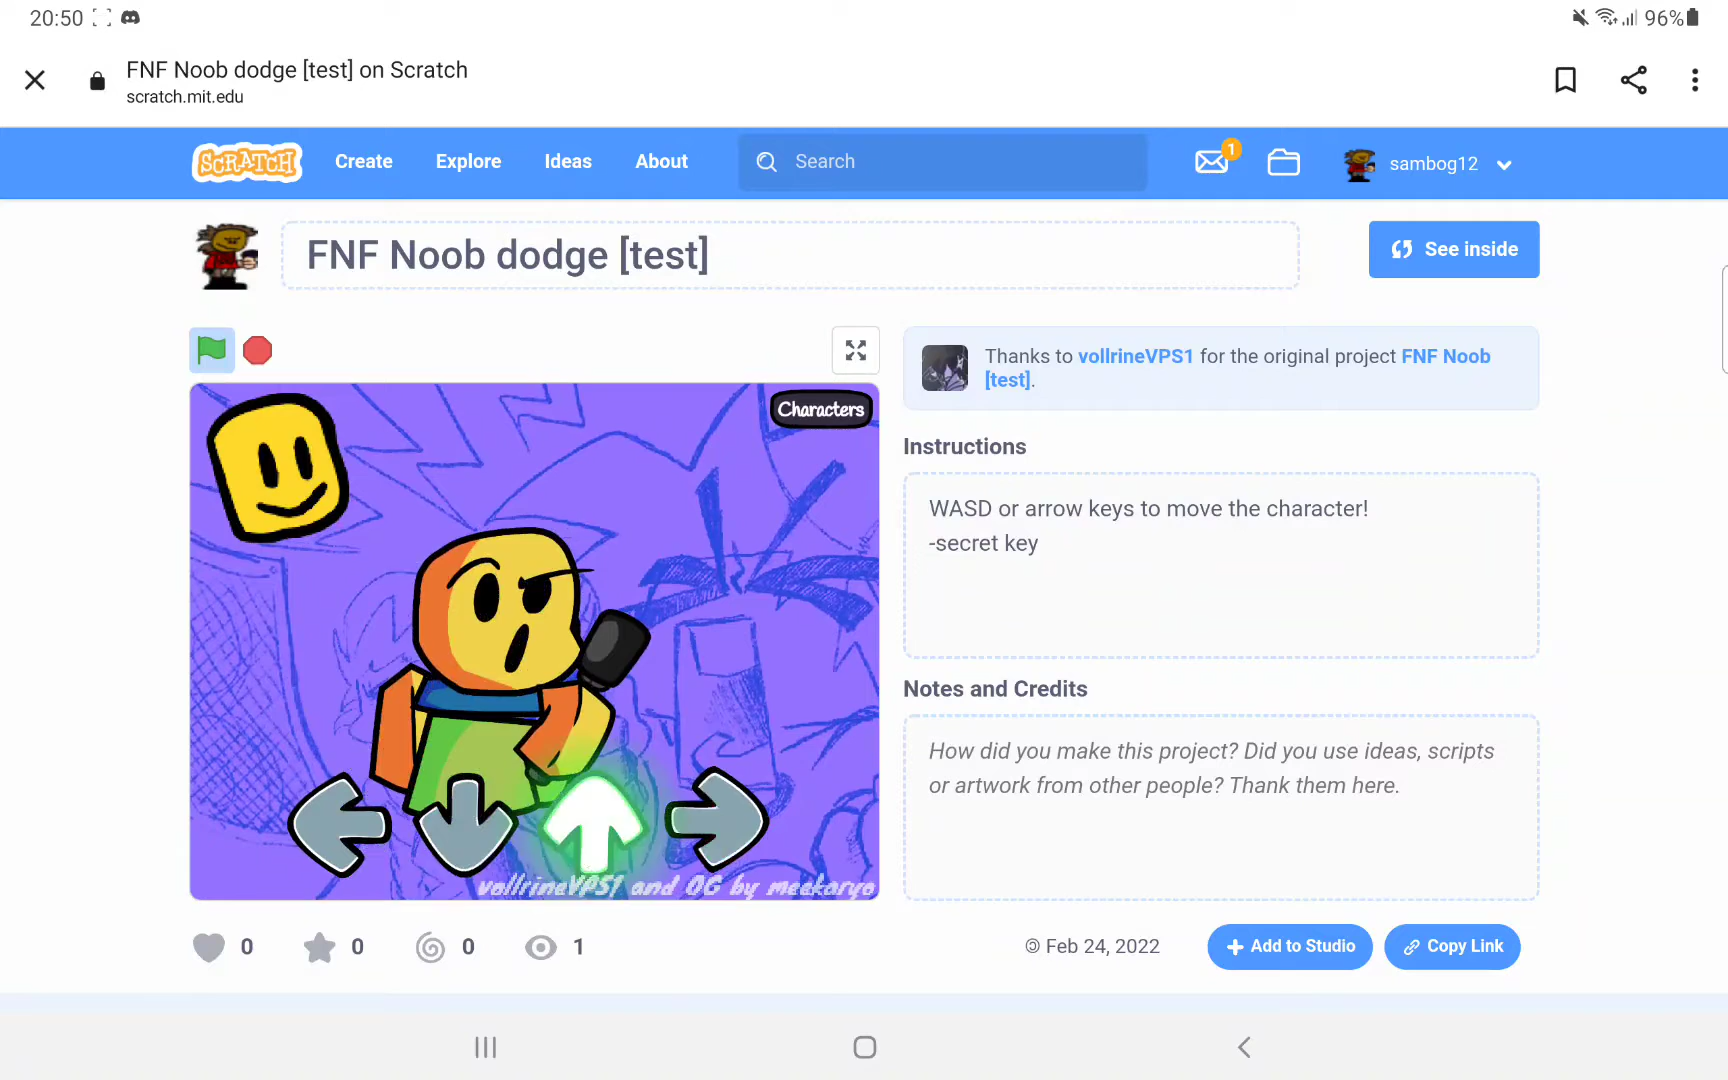 20:50
96%
FNF Noob dodge [test] on Scratch
scratch.mit.edu
SCRATCH
Create
Explore
Ideas
About
Search
1
sambog12
FNF Noob dodge [test]
See inside
Thanks to vollrineVPS1 for the original project FNF Noob
[test].
Characters
Instructions
WASD or arrow keys to move the character!
-secret key
Notes and Credits
How did you make this project? Did you use ideas, scripts
or artwork from other people? Thank them here.
vollrineVPS1 and OG by meekaryo
0
0
0
1
Feb 24, 2022
Add to Studio
Copy Link